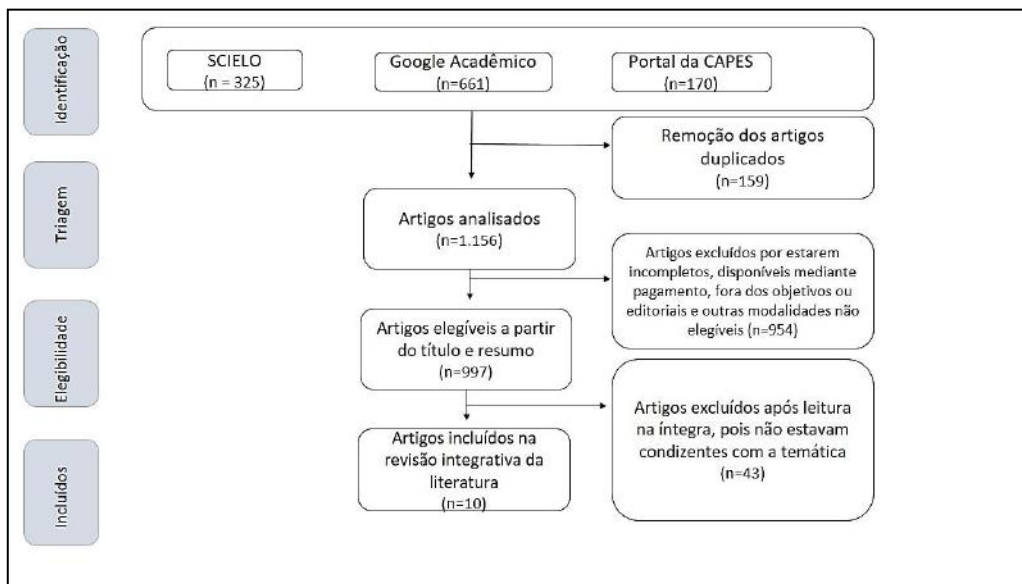 Identificação
SCIELO
(n = 325)
Google Acadêmico
(n=661)
Portal da CAPES
(n=170)
Remoção dos artigos
duplicados
(n=159)
Triagem
Artigos analisados
(n=1.156)
Artigos excluídos por estarem
incompletos, disponíveis mediante
pagamento, fora dos objetivos ou
editoriais e outras modalidades não
elegíveis (n=954)
Elegibilidade
Artigos elegíveis a partir
do título e resumo
(n=997)
Artigos excluídos após leitura
na íntegra, pois não estavam
condizentes com a temática
(n=43)
Incluídos
Artigos incluídos na
revisão integrativa da
literatura
(n=10)